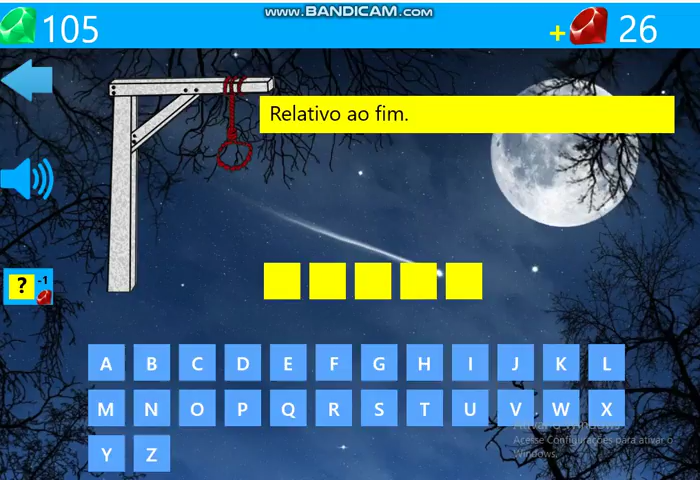 www.BANDICAM.com
105
+ 26
Relativo ao fim.
? -1
A B C D E F G H I J K L
M N O P Q R S T U V W X
Ativar o Windows
Acesse Configurações para ativar o
Windows.
Y Z